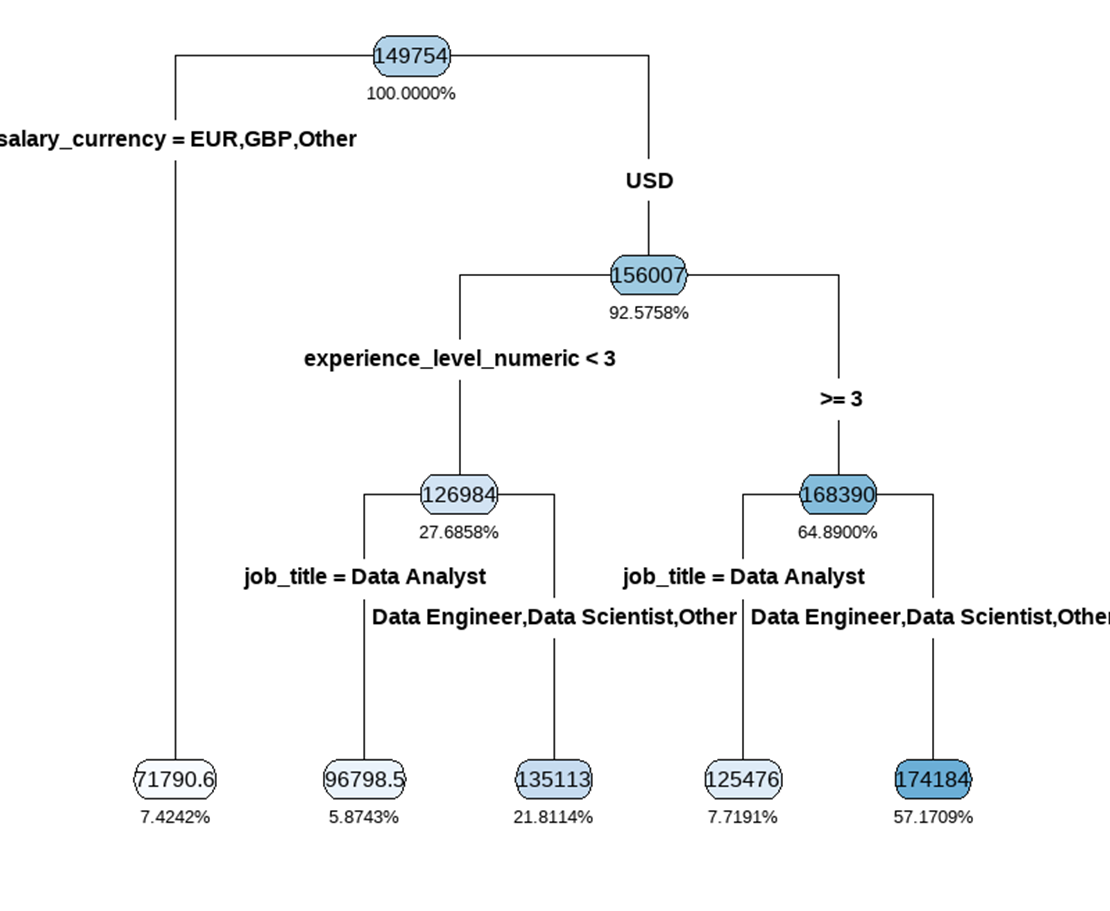 149754
100.0000%
salary_currency = EUR,GBP,Other
USD
156007
92.5758%
experience_level_numeric < 3
>= 3
126984
168390
27.6858%
64.8900%
job_title = Data Analyst
job_title = Data Analyst
Data Engineer,Data Scientist,Other
Data Engineer,Data Scientist,Other
71790.6
96798.5
135113
125476
174184
7.4242%
5.8743%
21.8114%
7.7191%
57.1709%